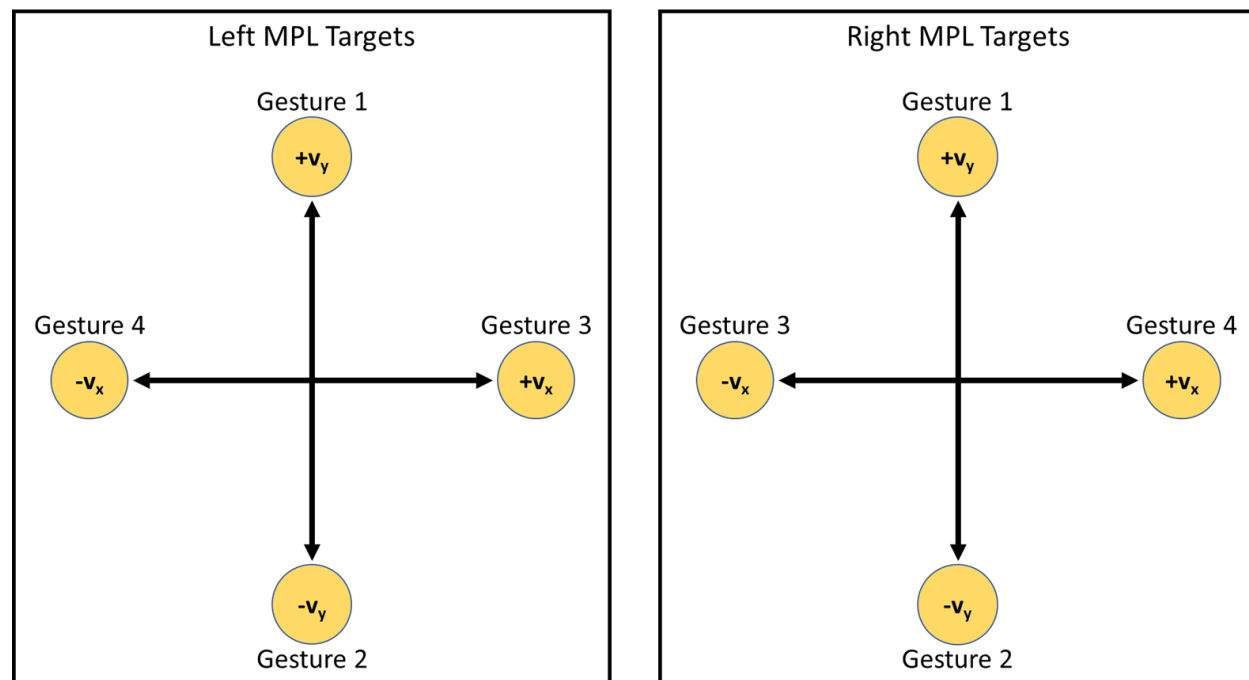 Left MPL Targets
Gesture 1
+vy
Gesture 4
-vx
Gesture 3
+vx
-vy
Gesture 2
Right MPL Targets
Gesture 1
+vy
Gesture 3
-vx
Gesture 4
+vx
-vy
Gesture 2